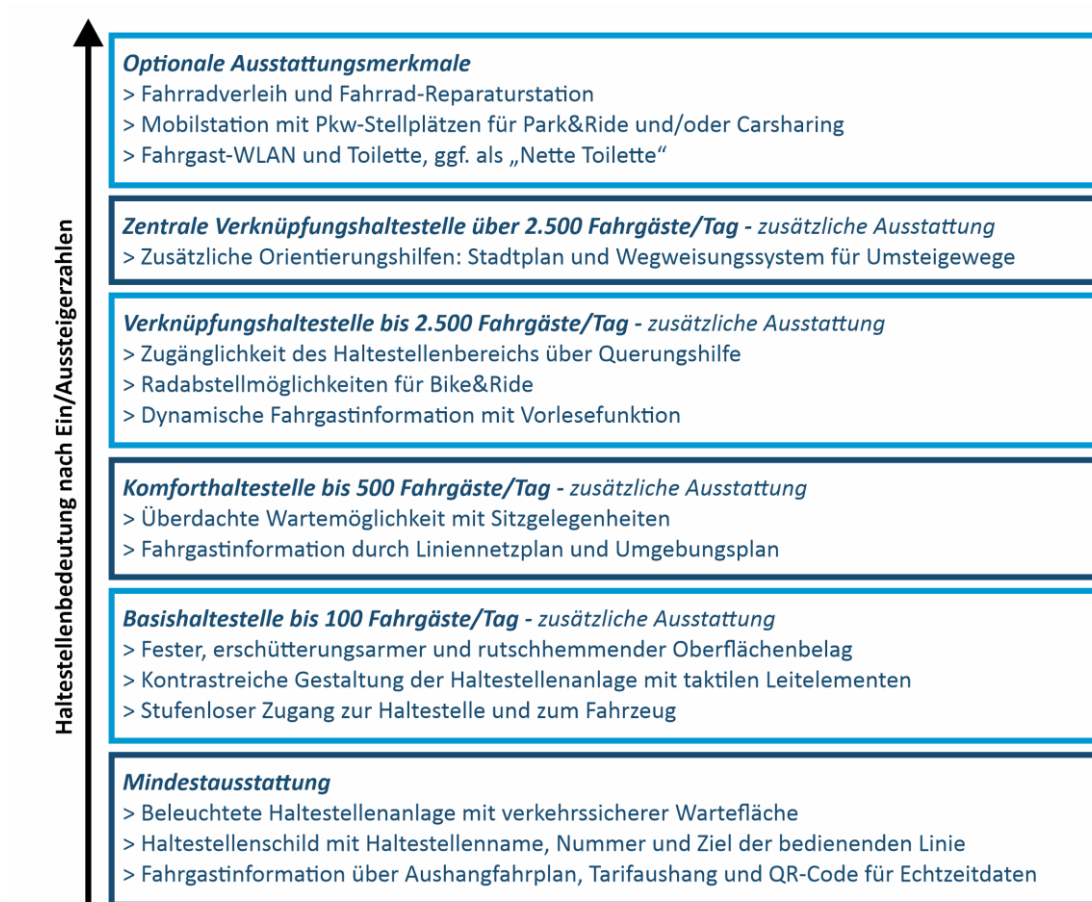 Haltestellenbedeutung nach Ein/Aussteigerzahlen
Optionale Ausstattungsmerkmale
> Fahrradverleih und Fahrrad-Reparaturstation
> Mobilstation mit Pkw-Stellplätzen für Park&Ride und/oder Carsharing
> Fahrgast-WLAN und Toilette, ggf. als „Nette Toilette“
Zentrale Verknüpfungshaltestelle über 2.500 Fahrgäste/Tag - zusätzliche Ausstattung
> Zusätzliche Orientierungshilfen: Stadtplan und Wegweisungssystem für Umsteigewege
Verknüpfungshaltestelle bis 2.500 Fahrgäste/Tag - zusätzliche Ausstattung
> Zugänglichkeit des Haltestellenbereichs über Querungshilfe
> Radabstellmöglichkeiten für Bike&Ride
> Dynamische Fahrgastinformation mit Vorlesefunktion
Komforthaltestelle bis 500 Fahrgäste/Tag - zusätzliche Ausstattung
> Überdachte Wartemöglichkeit mit Sitzgelegenheiten
> Fahrgastinformation durch Liniennetzplan und Umgebungsplan
Basishaltestelle bis 100 Fahrgäste/Tag - zusätzliche Ausstattung
> Fester, erschütterungsarmer und rutschhemmender Oberflächenbelag
> Kontrastreiche Gestaltung der Haltestellenanlage mit taktilen Leitelementen
> Stufenloser Zugang zur Haltestelle und zum Fahrzeug
Mindestausstattung
> Beleuchtete Haltestellenanlage mit verkehrssicherer Wartefläche
> Haltestellenschild mit Haltestellenname, Nummer und Ziel der bedienenden Linie
> Fahrgastinformation über Aushangfahrplan, Tarifaushang und QR-Code für Echtzeitdaten